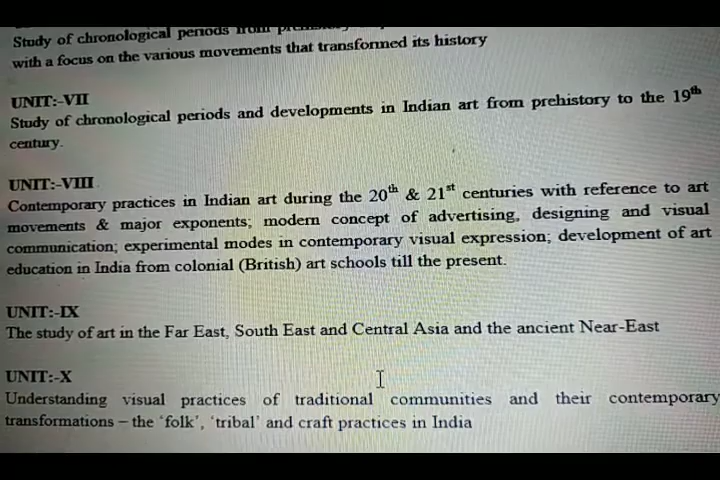 Study of chronological periods from
with a focus on the various movements that transformed its history
UNIT:-VII
Study of chronological periods and developments in Indian art from prehistory to the 19th
century.
UNIT:-VIII
Contemporary practices in Indian art during the 20th & 21st centuries with reference to art
movements & major exponents; modern concept of advertising, designing and visual
communication; experimental modes in contemporary visual expression; development of art
education in India from colonial (British) art schools till the present.
UNIT:-IX
The study of art in the Far East, South East and Central Asia and the ancient Near-East
UNIT:-X
Understanding visual practices of traditional communities and their contemporary
transformations – the ‘folk’, ‘tribal’ and craft practices in India